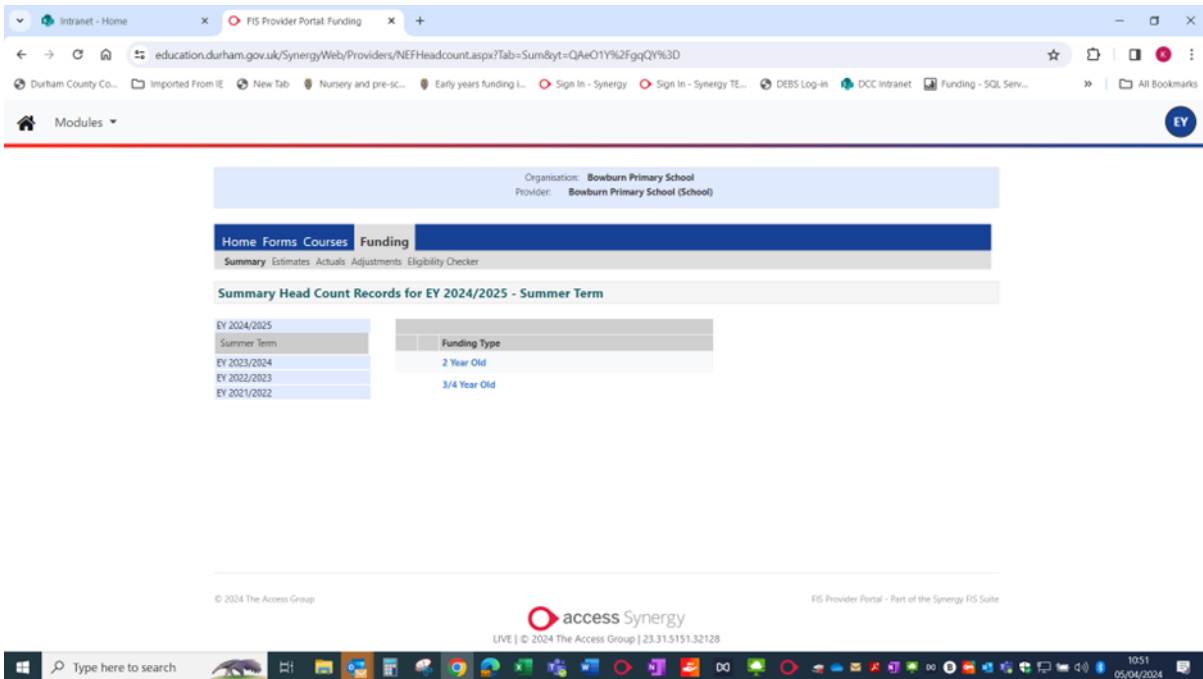 Intranet - Home
FIS Provider Portal: Funding
education.durham.gov.uk/SynergyWeb/Providers/NEFHeadcount.aspx?Tab=Sum&yt=QAeO1Y%2FgqQY%3D
K
Durham County Co... Imported From IE New Tab Nursery and pre-sc... Early years funding i... Sign In - Synergy Sign In - Synergy TE... DEBS Log-in DCC Intranet Funding - SQL Serv... » All Bookmarks
Modules
EY
Organisation: Bowburn Primary School
Provider: Bowburn Primary School (School)
Home Forms Courses Funding
Summary Estimates Actuals Adjustments Eligibility Checker
Summary Head Count Records for EY 2024/2025 - Summer Term
EY 2024/2025
Summer Term
EY 2023/2024
EY 2022/2023
EY 2021/2022
Funding Type
2 Year Old
3/4 Year Old
© 2024 The Access Group
FIS Provider Portal - Part of the Synergy FIS Suite
access Synergy
LIVE | © 2024 The Access Group | 23.31.5151.32128
Type here to search
10:51
05/04/2024